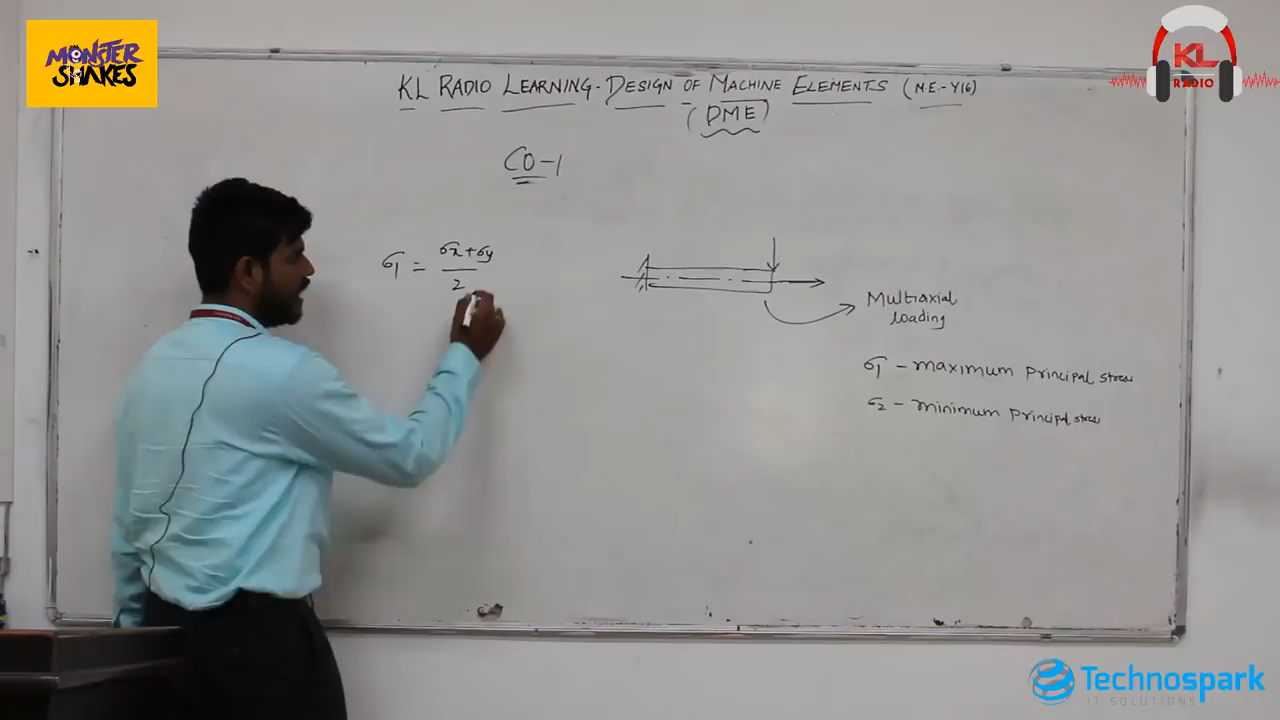 MONSTER
SHAKES
KL
RADIO
KL RADIO LEARNING-DESIGN OF MACHINE ELEMENTS (M.E.-Y16)
(DME)
CO-1
σ1 = σx+σy
2
Multiaxial
loading
σ1 - maximum principal stress
σ2 - minimum principal stress
Technospark
IT SOLUTIONS